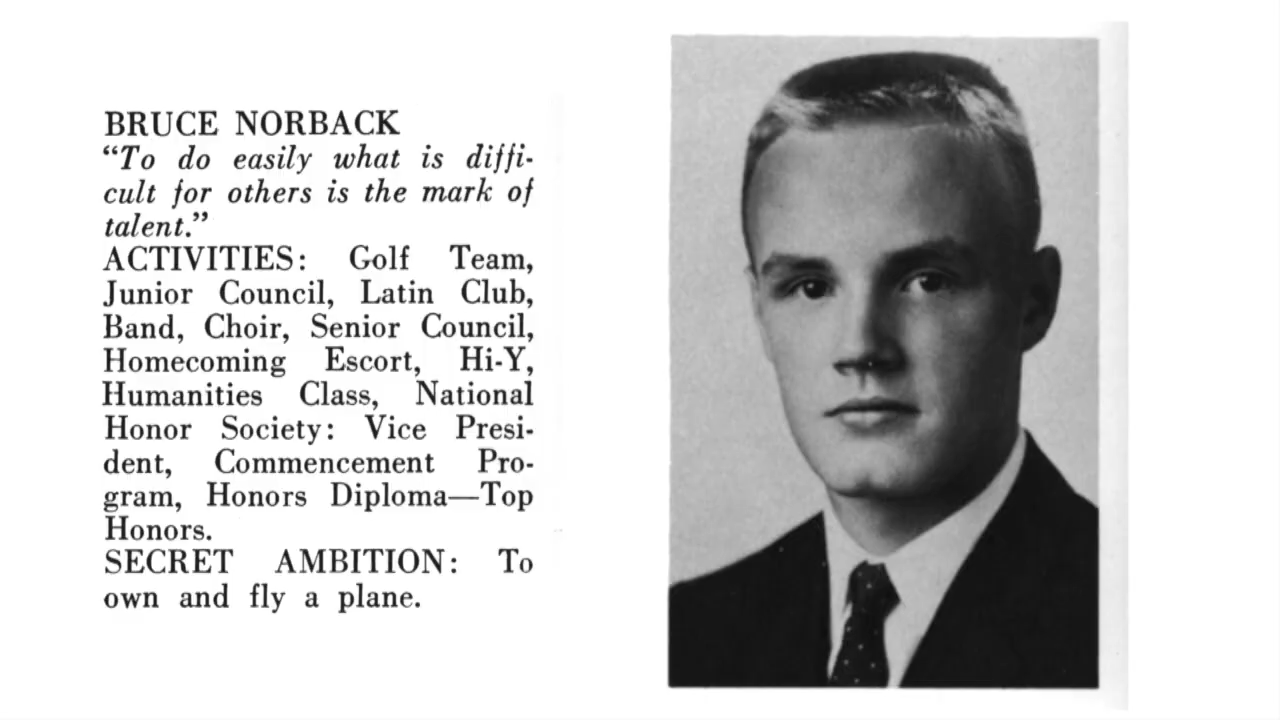 BRUCE NORBACK
“To do easily what is diffi-
cult for others is the mark of
talent.”
ACTIVITIES: Golf Team,
Junior Council, Latin Club,
Band, Choir, Senior Council,
Homecoming Escort, Hi-Y,
Humanities Class, National
Honor Society: Vice Presi-
dent, Commencement Pro-
gram, Honors Diploma—Top
Honors.
SECRET AMBITION: To
own and fly a plane.